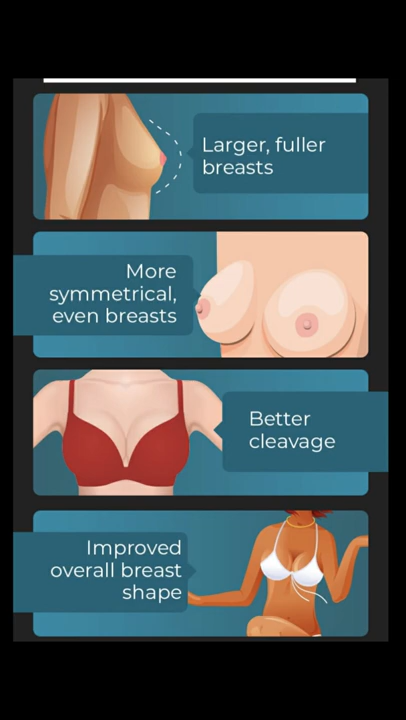 Larger, fuller
breasts
More
symmetrical,
even breasts
Better
cleavage
Improved
overall breast
shape